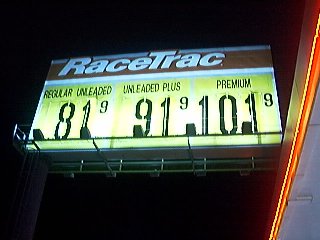 RaceTrac
REGULAR UNLEADED UNLEADED PLUS PREMIUM
81 9 91 9 101 9